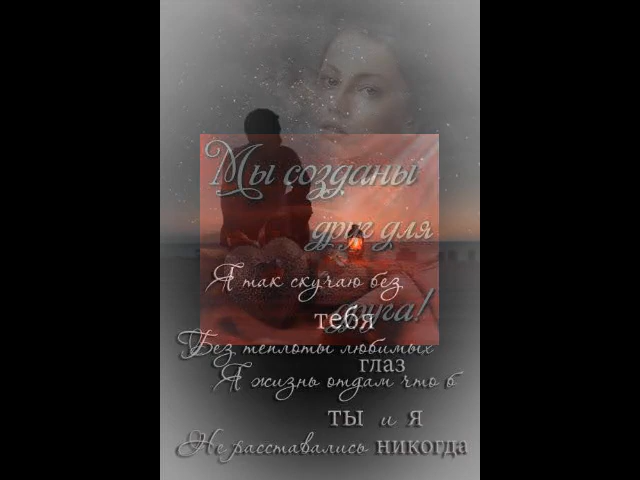 Мы созданы
друг для
друга!
Я так скучаю без
тебя
Без теплоты любимых
глаз
Я жизнь отдам что б
ты и я
Не расставались никогда